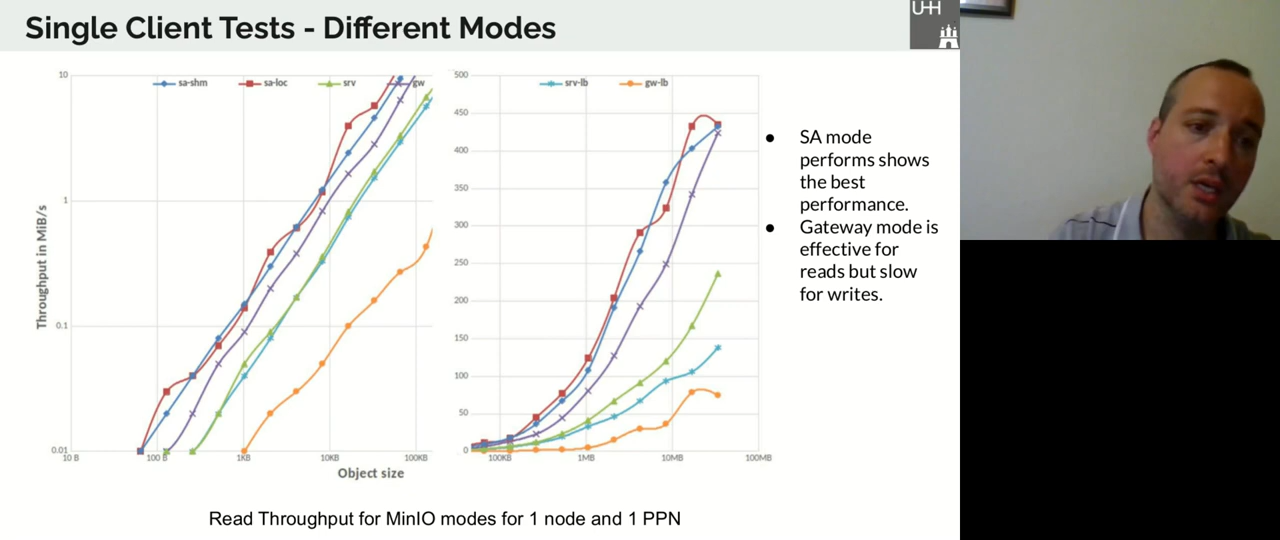 Single Client Tests - Different Modes
UHH
10
1
0.1
0.01
Throughput in MiB/s
sa-shm
sa-loc
srv
gw
10 B
100 B
1KB
10KB
100KB
Object size
500
450
400
350
300
250
200
150
100
50
0
srv-lb
gw-lb
100KB
1MB
10MB
100MB
● SA mode
performs shows
the best
performance.
● Gateway mode is
effective for
reads but slow
for writes.
Read Throughput for MinIO modes for 1 node and 1 PPN